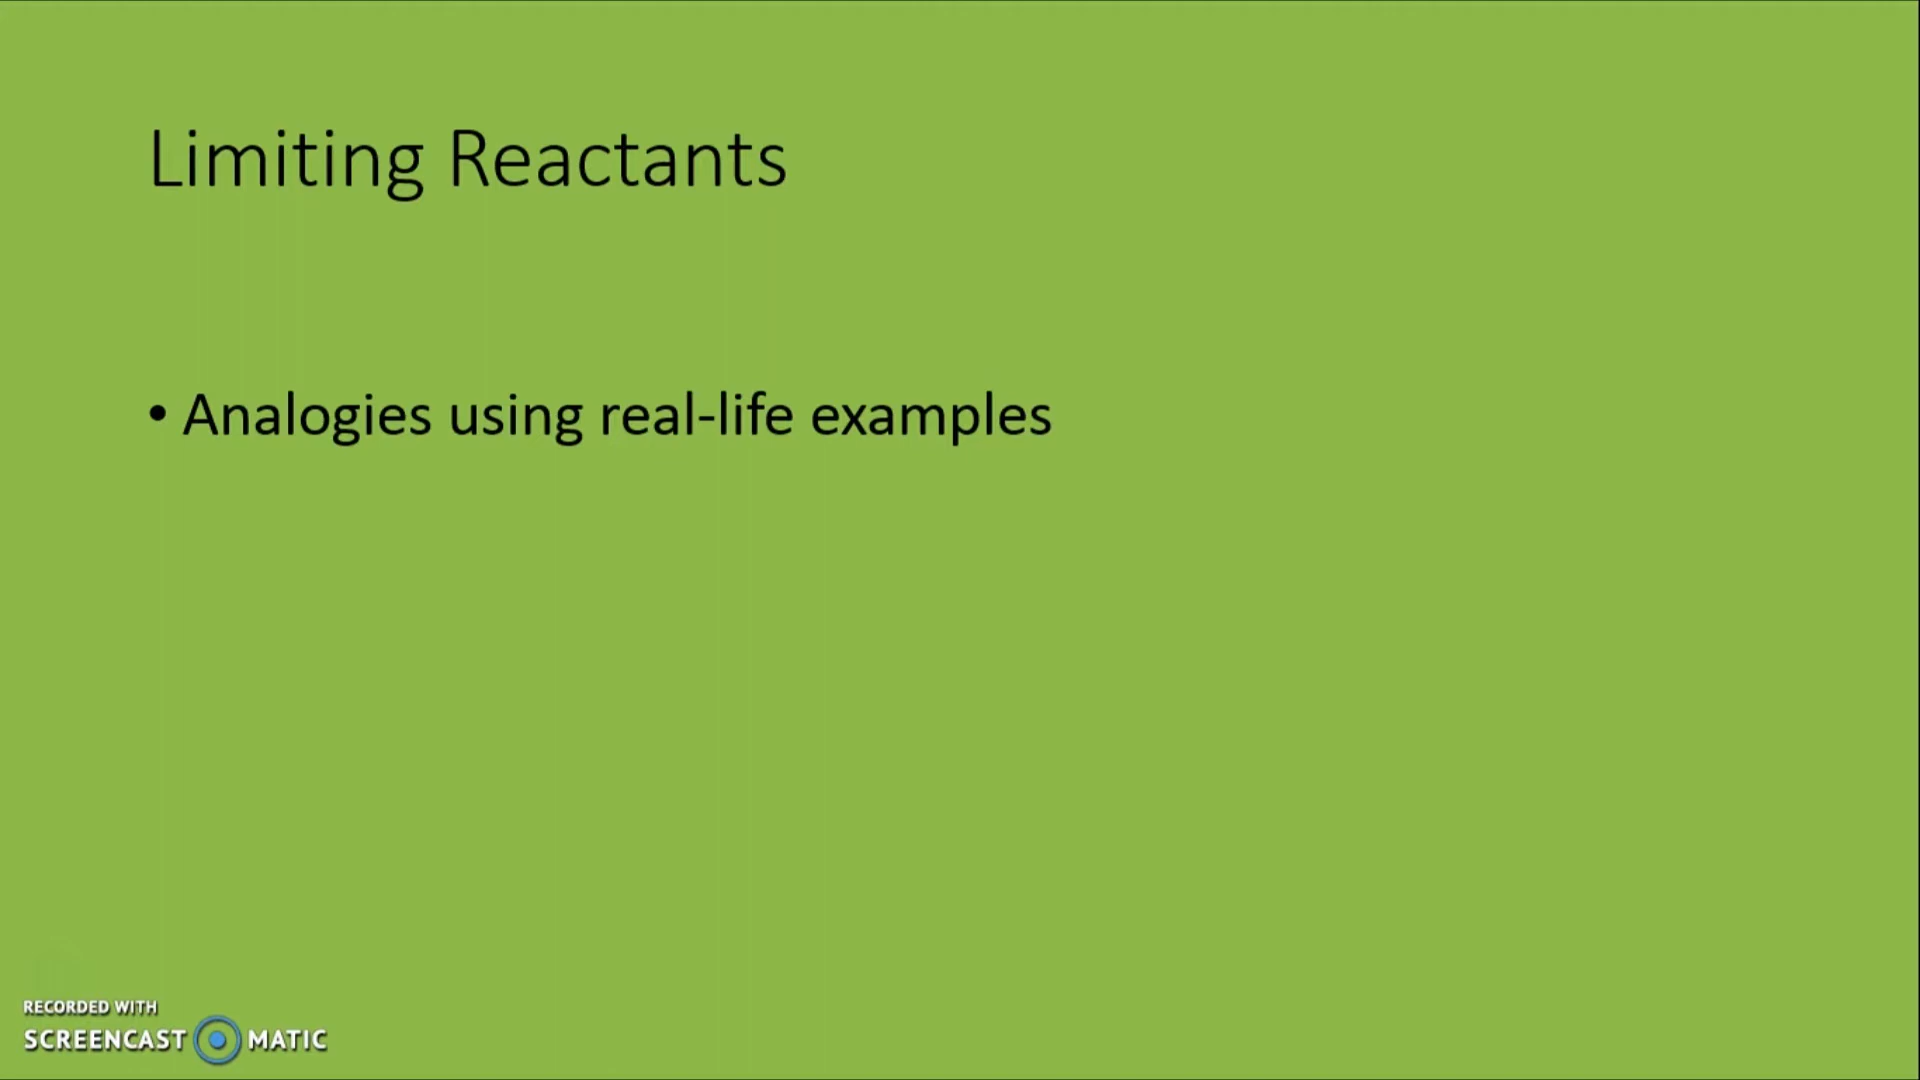 Limiting Reactants
• Analogies using real-life examples
RECORDED WITH
SCREENCAST MATIC